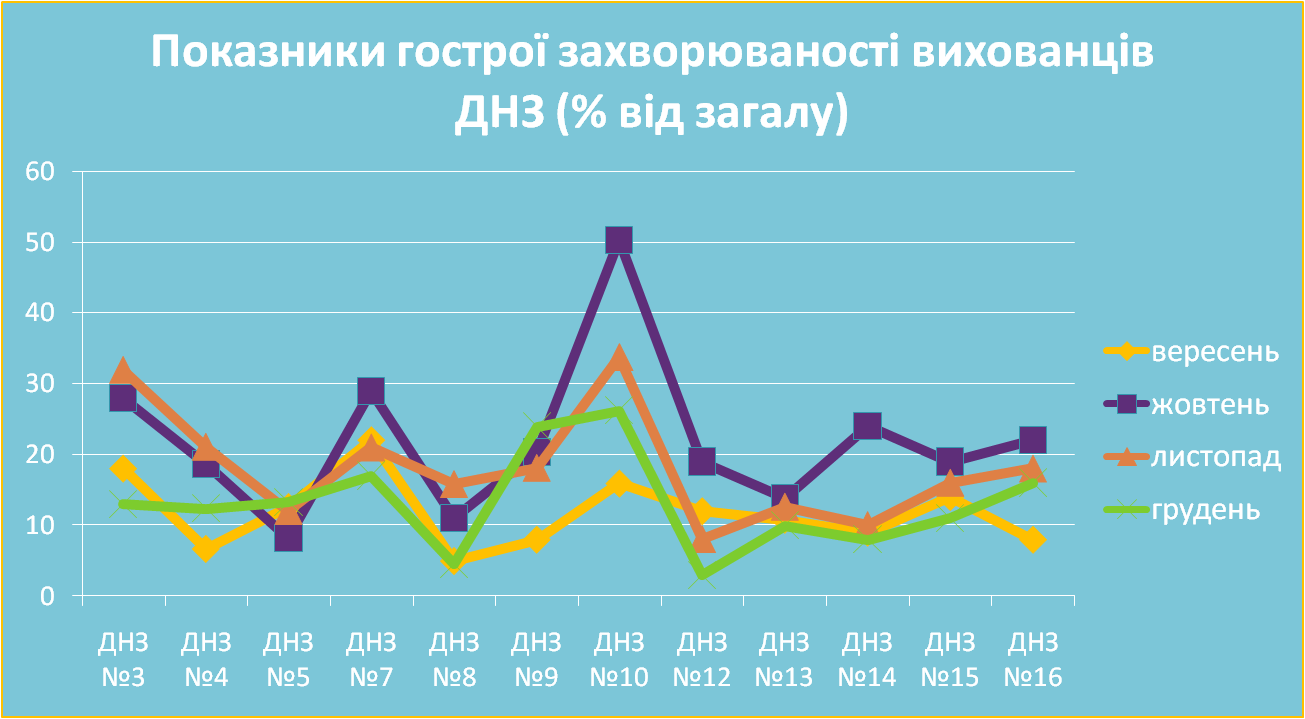 Показники гострої захворюваності вихованців
ДНЗ (% від загалу)
60
50
40
30
20
10
0
ДНЗ №3
ДНЗ №4
ДНЗ №5
ДНЗ №7
ДНЗ №8
ДНЗ №9
ДНЗ №10
ДНЗ №12
ДНЗ №13
ДНЗ №14
ДНЗ №15
ДНЗ №16
вересень
жовтень
листопад
грудень